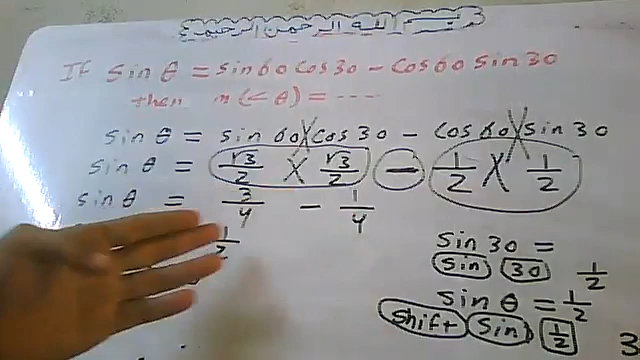 بسم الله الرحمن الرحيم
If sin θ = sin 60 cos 30 - cos 60 sin 30
then m(<θ) = ----
sin θ = sin 60 X cos 30 - cos 60 X sin 30
sin θ = √3/2 X √3/2 - 1/2 X 1/2
sin θ = 3/4 - 1/4
1/2
sin 30 =
sin 30 1/2
sin θ = 1/2
shift sin 1/2
3